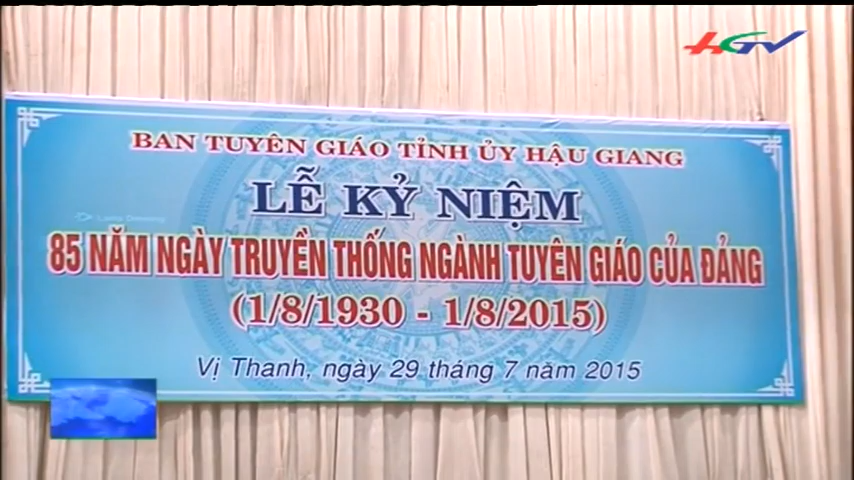 HGV
BAN TUYÊN GIÁO TỈNH ỦY HẬU GIANG
LỄ KỶ NIỆM
85 NĂM NGÀY TRUYỀN THỐNG NGÀNH TUYÊN GIÁO CỦA ĐẢNG
(1/8/1930 - 1/8/2015)
Vị Thanh, ngày 29 tháng 7 năm 2015